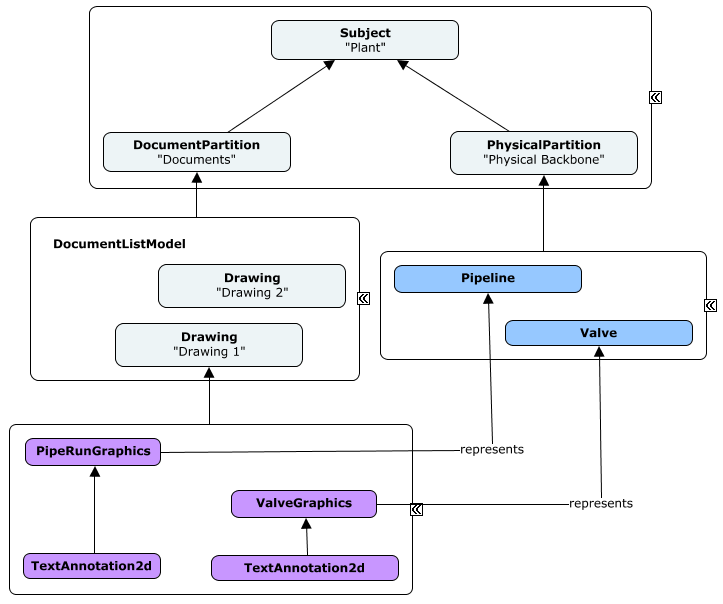 Subject
"Plant"
DocumentPartition
"Documents"
PhysicalPartition
"Physical Backbone"
DocumentListModel
Drawing
"Drawing 2"
Drawing
"Drawing 1"
Pipeline
Valve
PipeRunGraphics
represents
ValveGraphics
represents
TextAnnotation2d
TextAnnotation2d